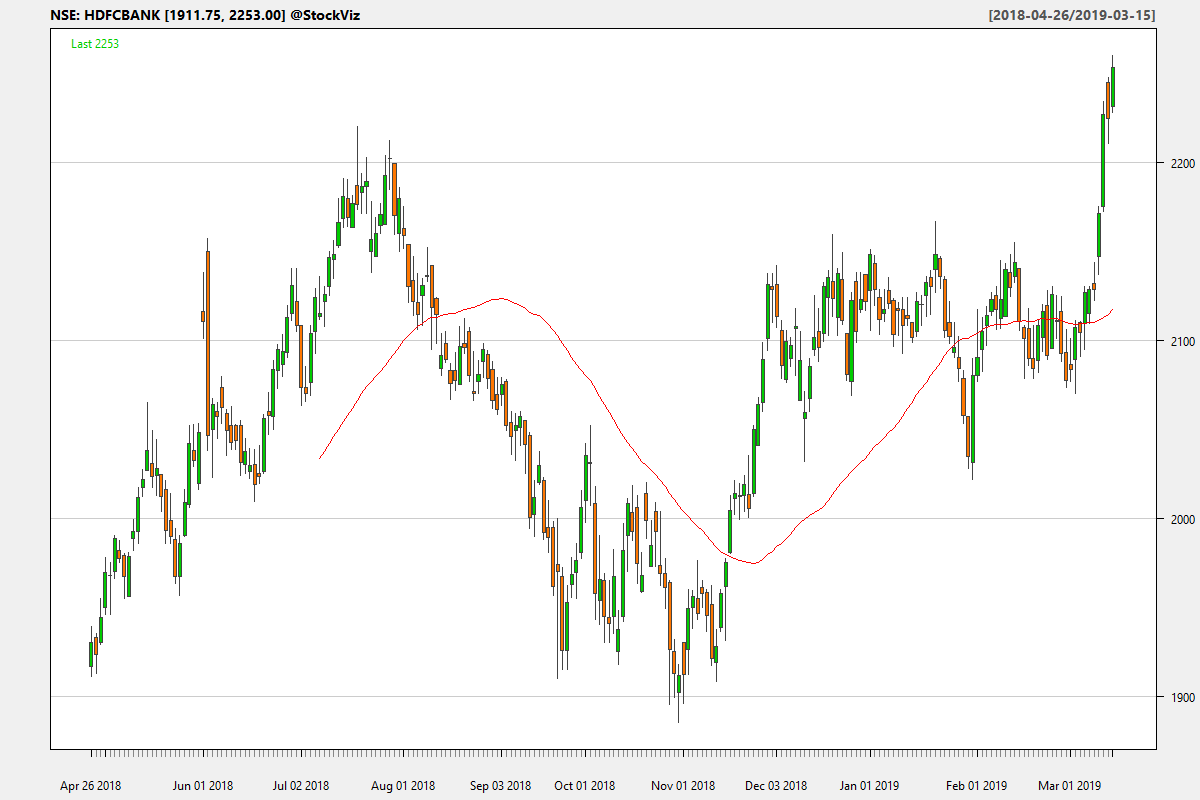 NSE: HDFCBANK [1911.75, 2253.00] @StockViz
[2018-04-26/2019-03-15]
Last 2253
2200
2100
2000
1900
Apr 26 2018 Jun 01 2018 Jul 02 2018 Aug 01 2018 Sep 03 2018 Oct 01 2018 Nov 01 2018 Dec 03 2018 Jan 01 2019 Feb 01 2019 Mar 01 2019